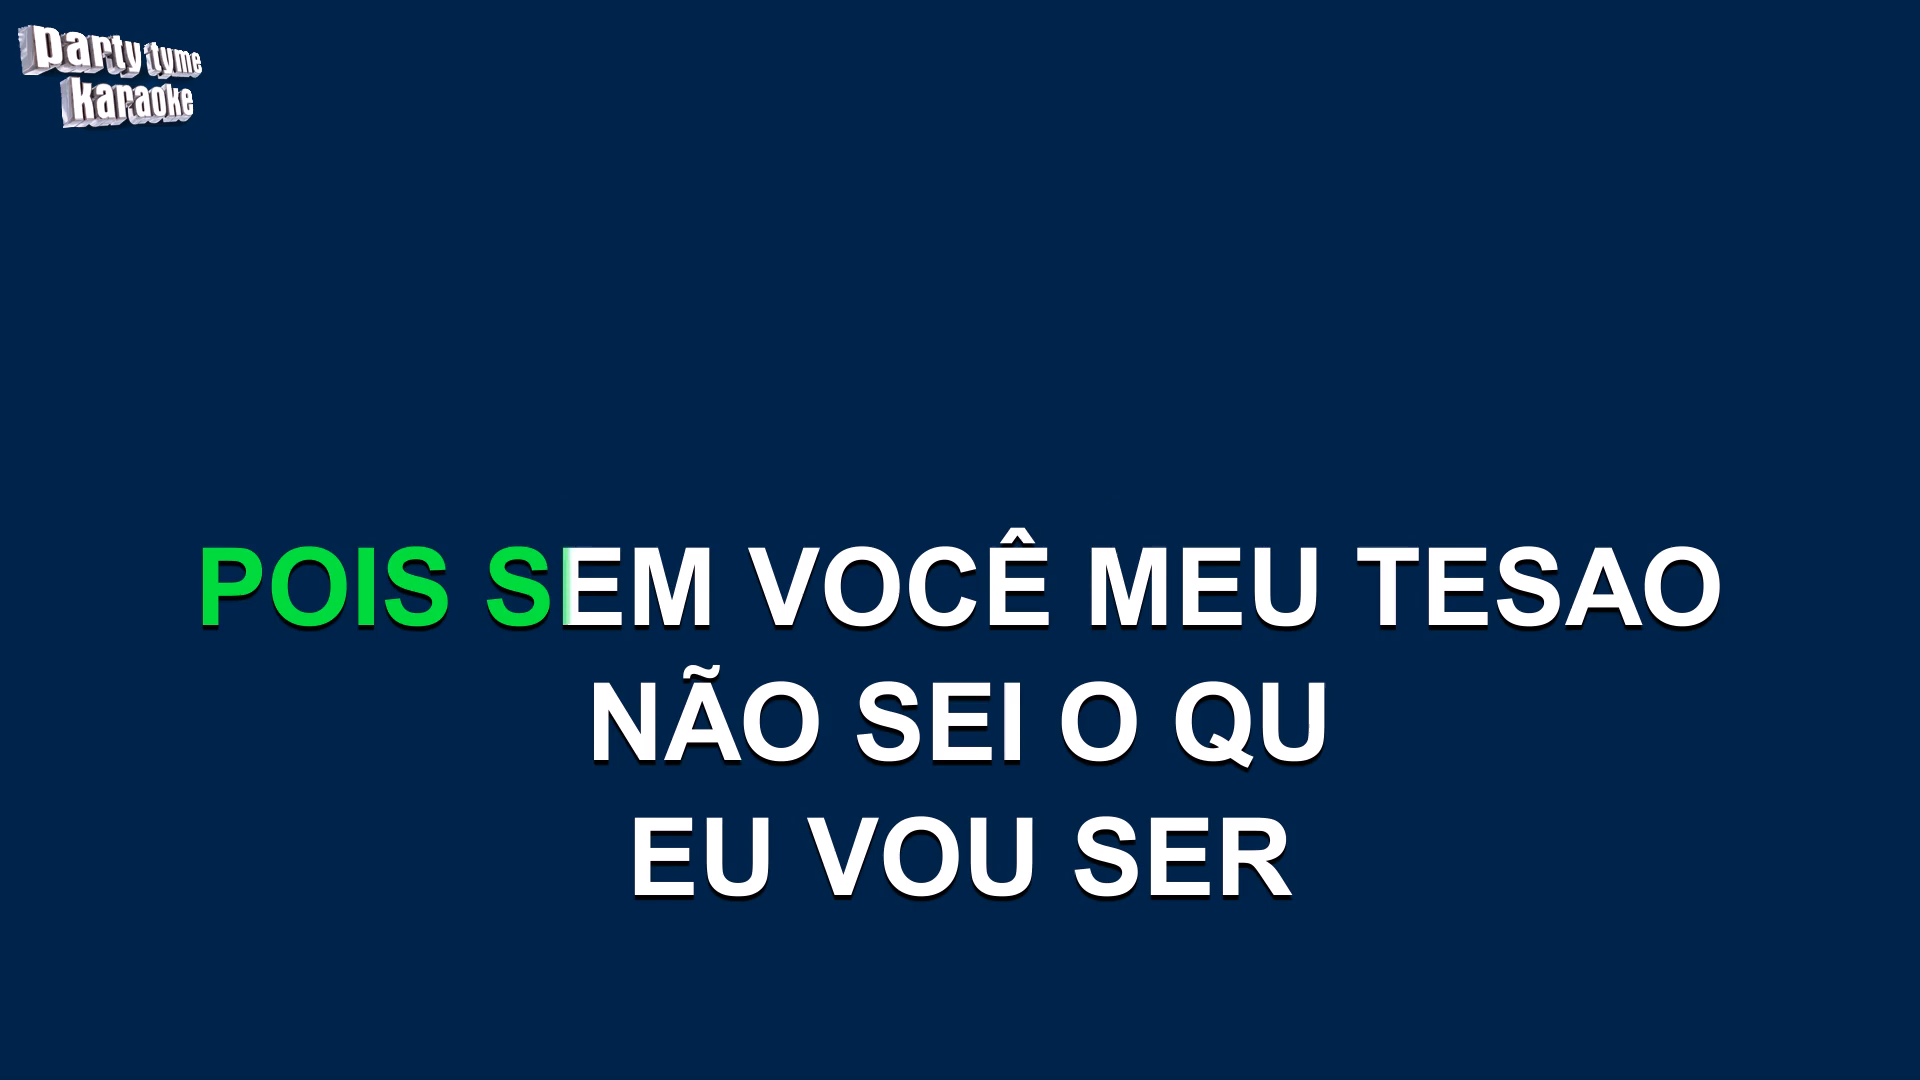 party tyme
karaoke
POIS SEM VOCÊ MEU TESAO
NÃO SEI O QU
EU VOU SER